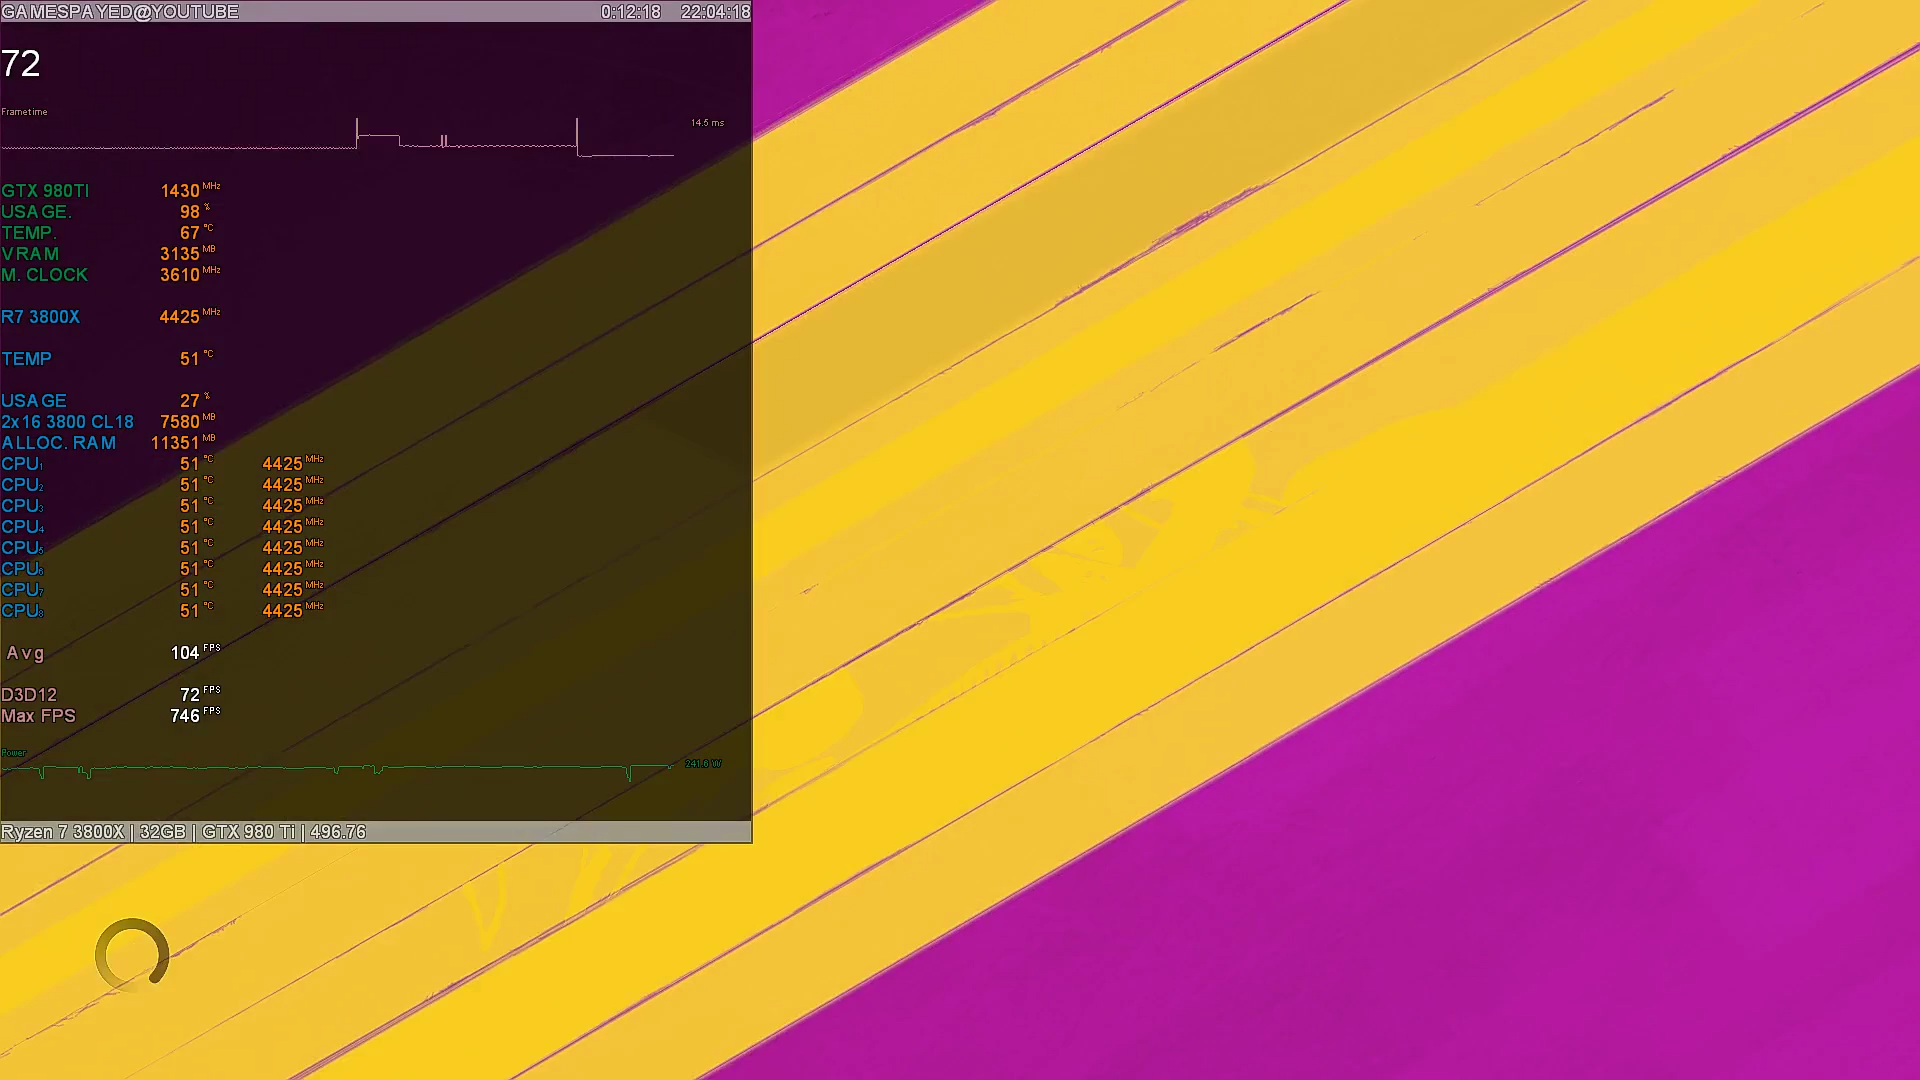 GAMESPAYED@YOUTUBE 0:12:18 22:04:18
72
Frametime
14.5 ms
GTX 980TI 1430 MHz
USAGE. 98 %
TEMP. 67 °C
VRAM 3135 MB
M. CLOCK 3610 MHz
R7 3800X 4425 MHz
TEMP 51 °C
USAGE 27 %
2x16 3800 CL18 7580 MB
ALLOC. RAM 11351 MB
CPU1 51 °C 4425 MHz
CPU2 51 °C 4425 MHz
CPU3 51 °C 4425 MHz
CPU4 51 °C 4425 MHz
CPU5 51 °C 4425 MHz
CPU6 51 °C 4425 MHz
CPU7 51 °C 4425 MHz
CPU8 51 °C 4425 MHz
Avg 104 FPS
D3D12 72 FPS
Max FPS 746 FPS
Power
241.6 W
Ryzen 7 3800X | 32GB | GTX 980 Ti | 496.76